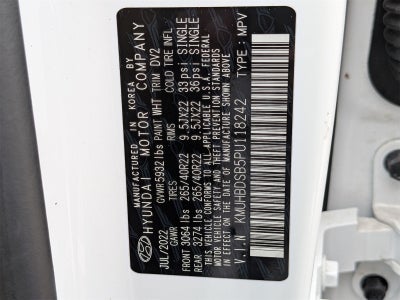 MANUFACTURED IN KOREA BY
HYUNDAI MOTOR COMPANY
JUL/2022 GVWR 5932 lbs PAINT WHT TRIM DV2
GAWR TIRES RIMS COLD TIRE INFL.
FRONT 3064 lbs 265/40R22 9.5JX22 33psi SINGLE
REAR 3274 lbs 265/40R22 9.5JX22 36psi SINGLE
THIS VEHICLE CONFORMS TO ALL APPLICABLE U.S.A. FEDERAL
MOTOR VEHICLE SAFETY AND THEFT PREVENTION STANDARDS
IN EFFECT ON THE DATE OF MANUFACTURE SHOWN ABOVE.
V.I.N KMUHBDSB5PU118242 TYPE : MPV